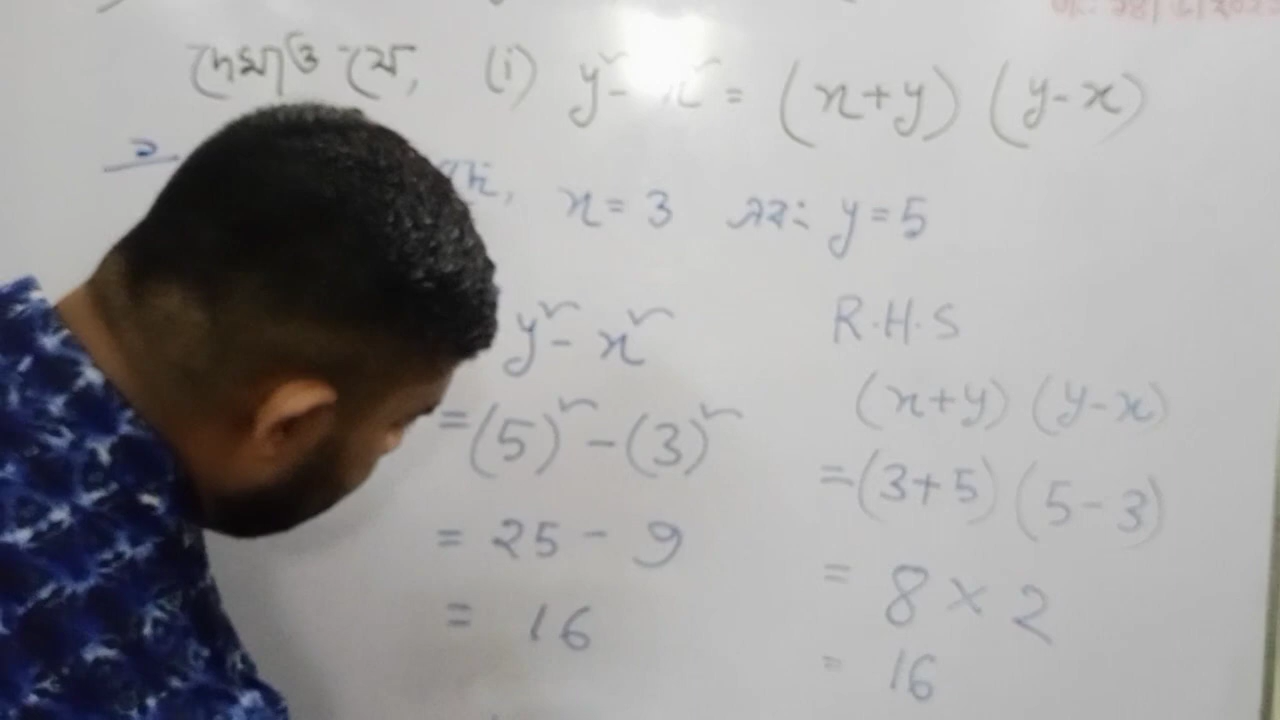 দেখাও যে, (i) y² - x² = (x+y) (y-x)
x = 3 এবং y = 5
y² - x²
= (5)² - (3)²
= 25 - 9
= 16
R.H.S
(x+y) (y-x)
= (3+5) (5-3)
= 8 × 2
= 16